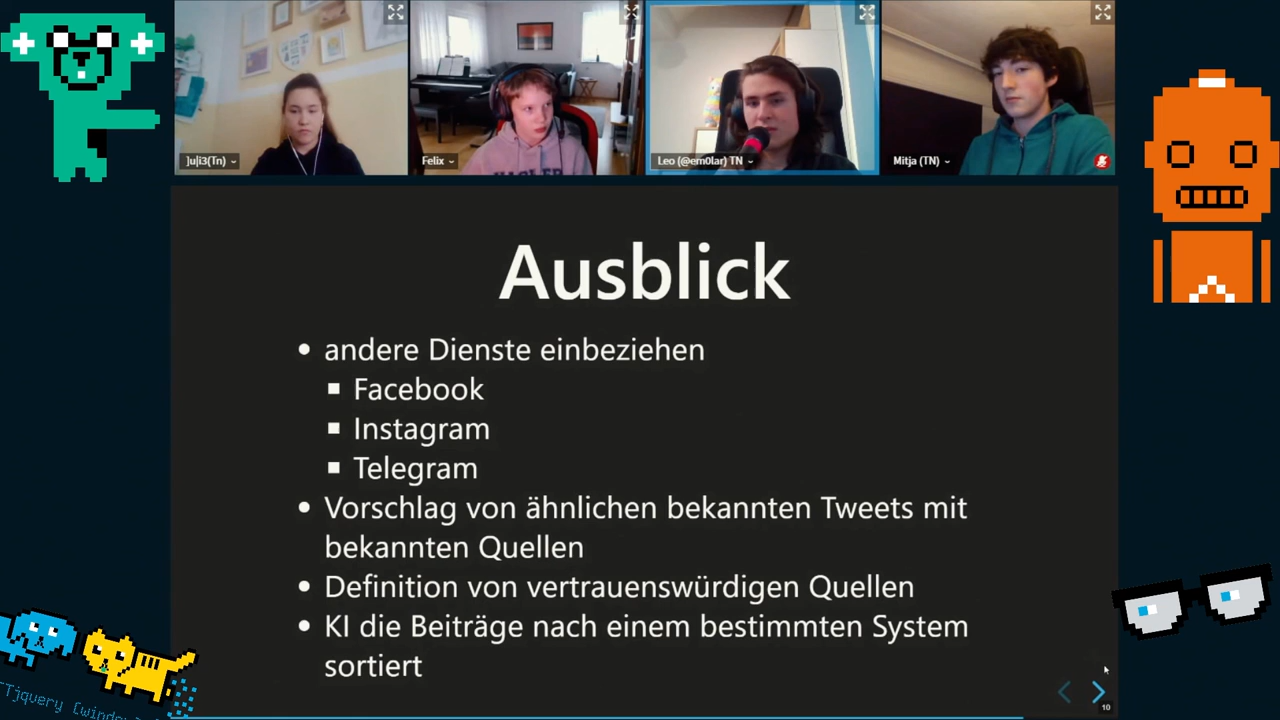 ]u|i3(Tn)
Felix
Leo (@em0lar) TN
Mitja (TN)
Ausblick
andere Dienste einbeziehen
Facebook
Instagram
Telegram
Vorschlag von ähnlichen bekannten Tweets mit
bekannten Quellen
Definition von vertrauenswürdigen Quellen
KI die Beiträge nach einem bestimmten System
sortiert
10